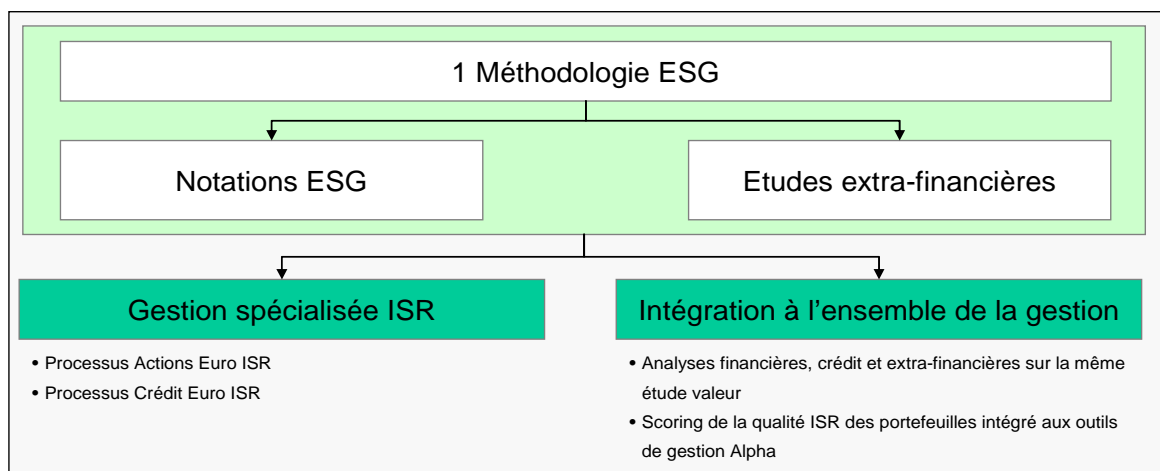 1 Méthodologie ESG
Notations ESG
Etudes extra-financières
Gestion spécialisée ISR
• Processus Actions Euro ISR
• Processus Crédit Euro ISR
Intégration à l’ensemble de la gestion
• Analyses financières, crédit et extra-financières sur la même
étude valeur
• Scoring de la qualité ISR des portefeuilles intégré aux outils
de gestion Alpha